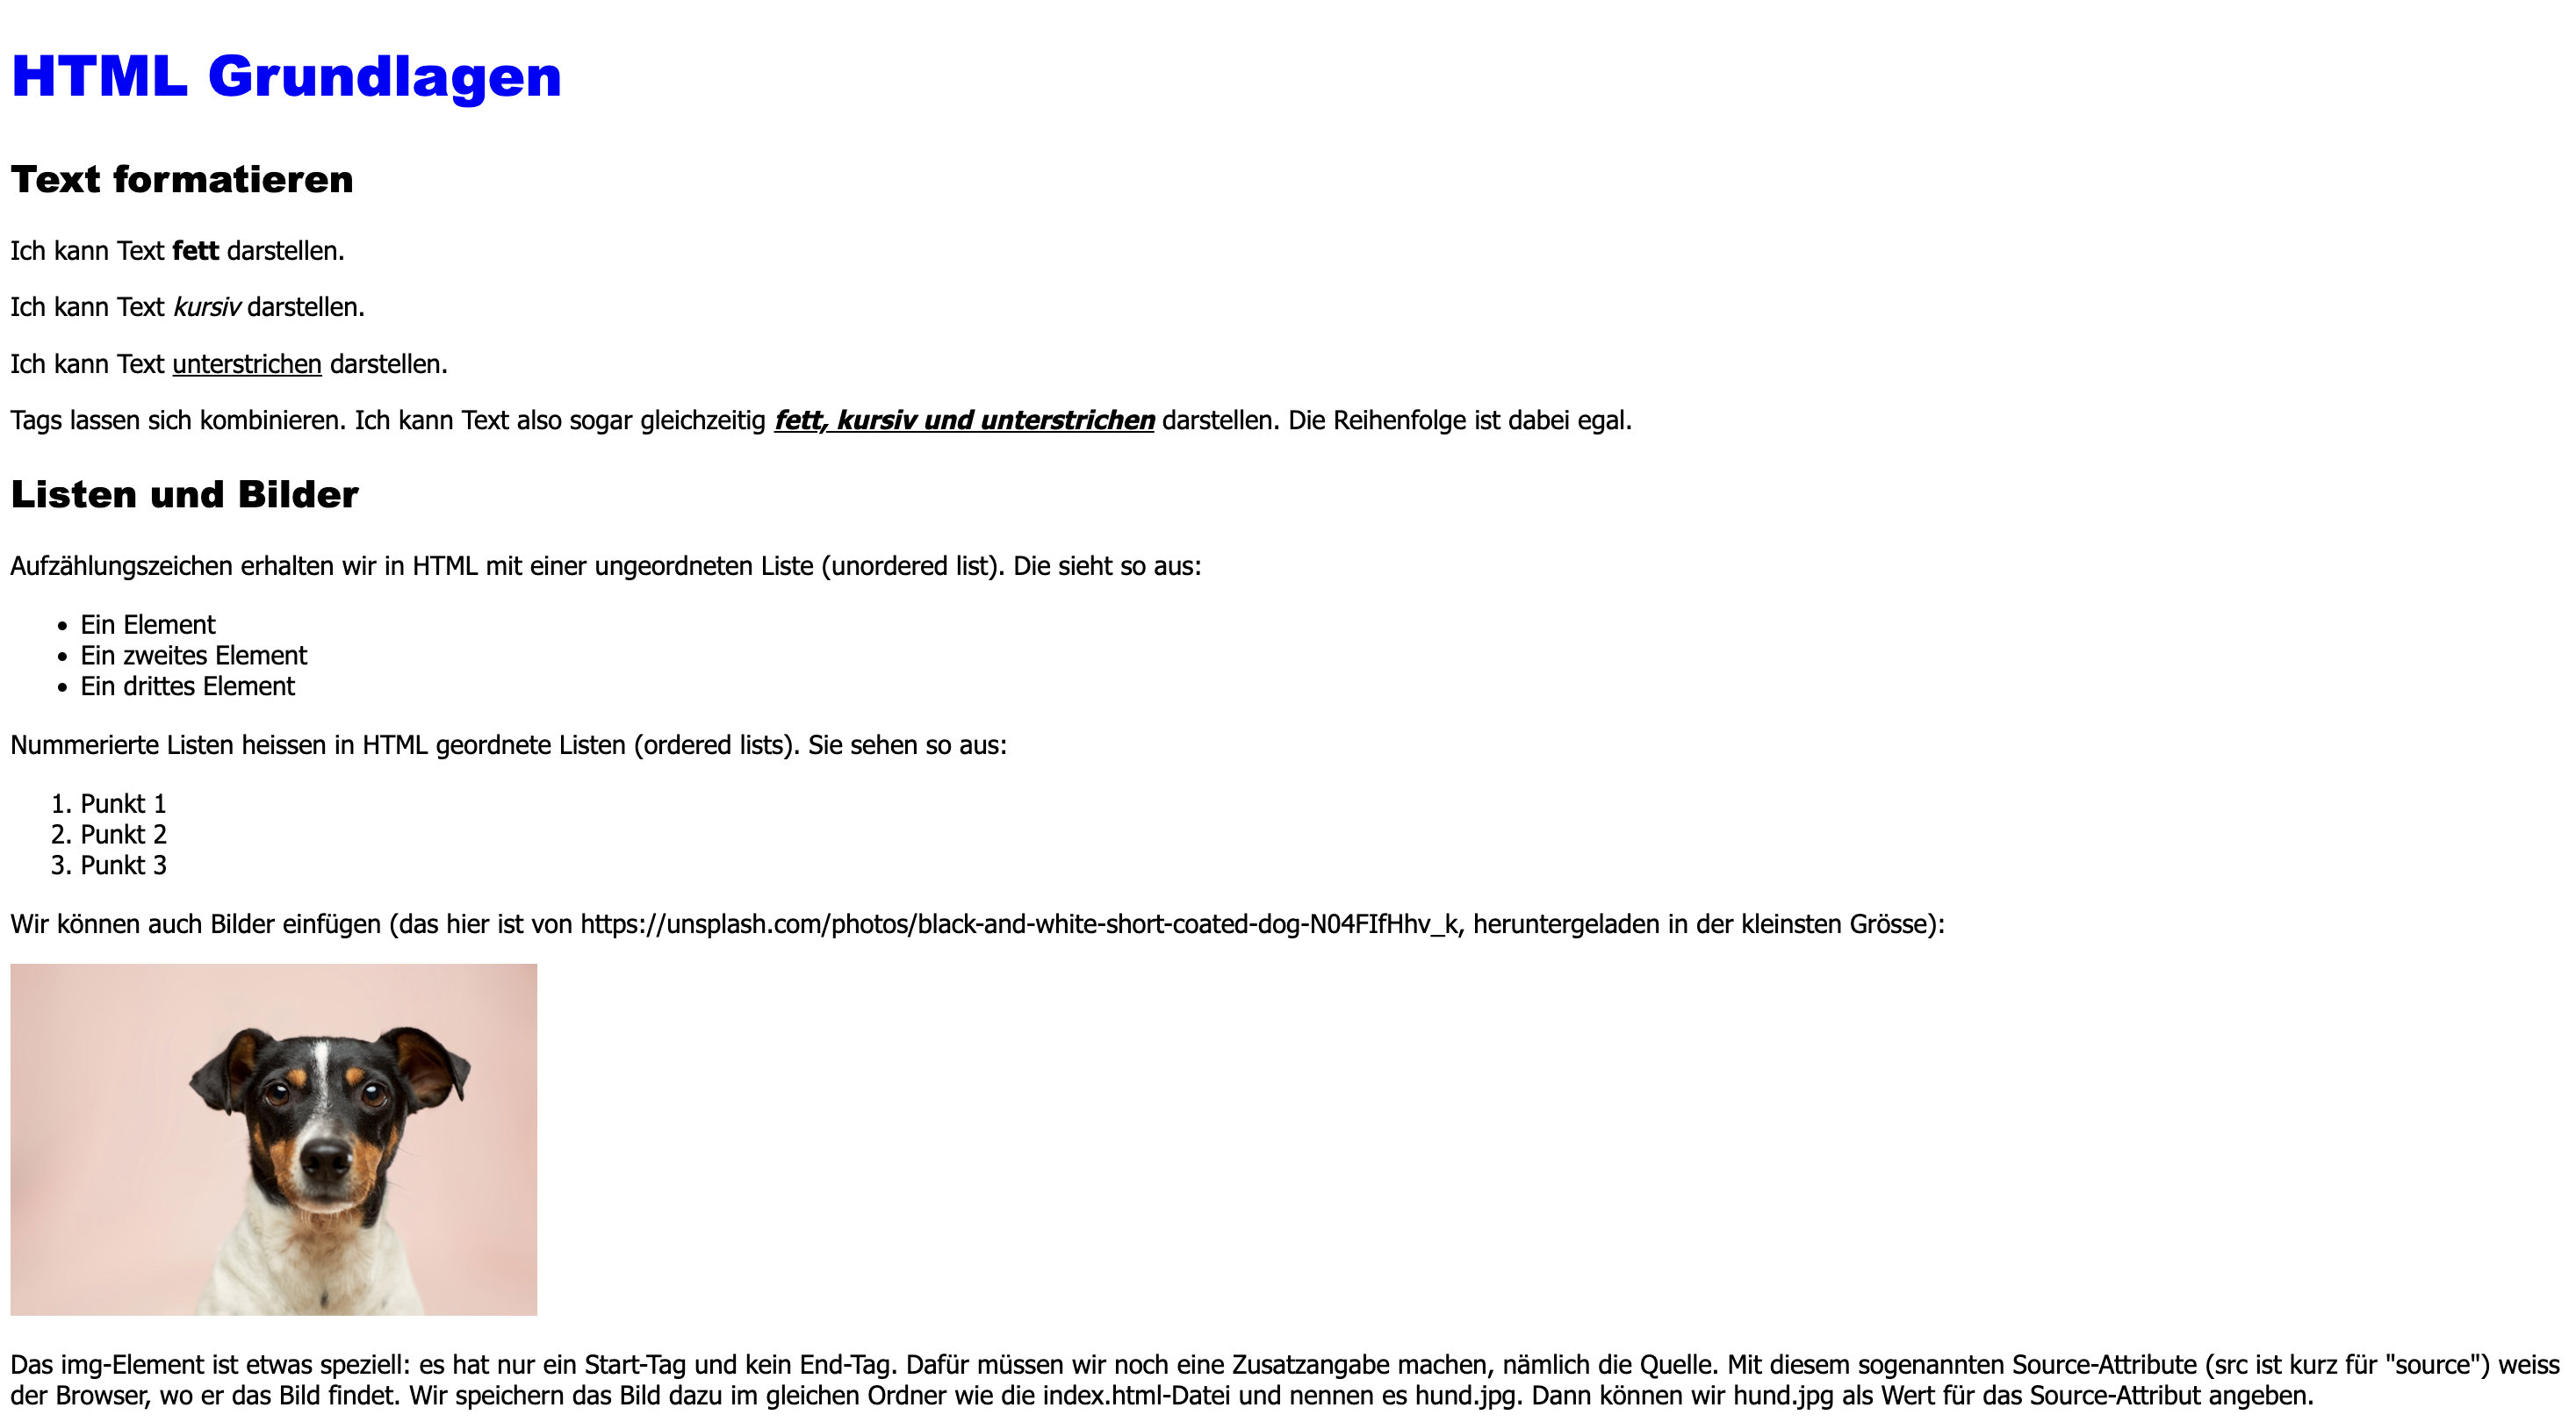 HTML Grundlagen
Text formatieren
Ich kann Text fett darstellen.
Ich kann Text kursiv darstellen.
Ich kann Text unterstrichen darstellen.
Tags lassen sich kombinieren. Ich kann Text also sogar gleichzeitig fett, kursiv und unterstrichen darstellen. Die Reihenfolge ist dabei egal.
Listen und Bilder
Aufzählungszeichen erhalten wir in HTML mit einer ungeordneten Liste (unordered list). Die sieht so aus:
• Ein Element
• Ein zweites Element
• Ein drittes Element
Nummerierte Listen heissen in HTML geordnete Listen (ordered lists). Sie sehen so aus:
1. Punkt 1
2. Punkt 2
3. Punkt 3
Wir können auch Bilder einfügen (das hier ist von https://unsplash.com/photos/black-and-white-short-coated-dog-N04FIfHhv_k, heruntergeladen in der kleinsten Grösse):
Das img-Element ist etwas speziell: es hat nur ein Start-Tag und kein End-Tag. Dafür müssen wir noch eine Zusatzangabe machen, nämlich die Quelle. Mit diesem sogenannten Source-Attribute (src ist kurz für "source") weiss
der Browser, wo er das Bild findet. Wir speichern das Bild dazu im gleichen Ordner wie die index.html-Datei und nennen es hund.jpg. Dann können wir hund.jpg als Wert für das Source-Attribut angeben.